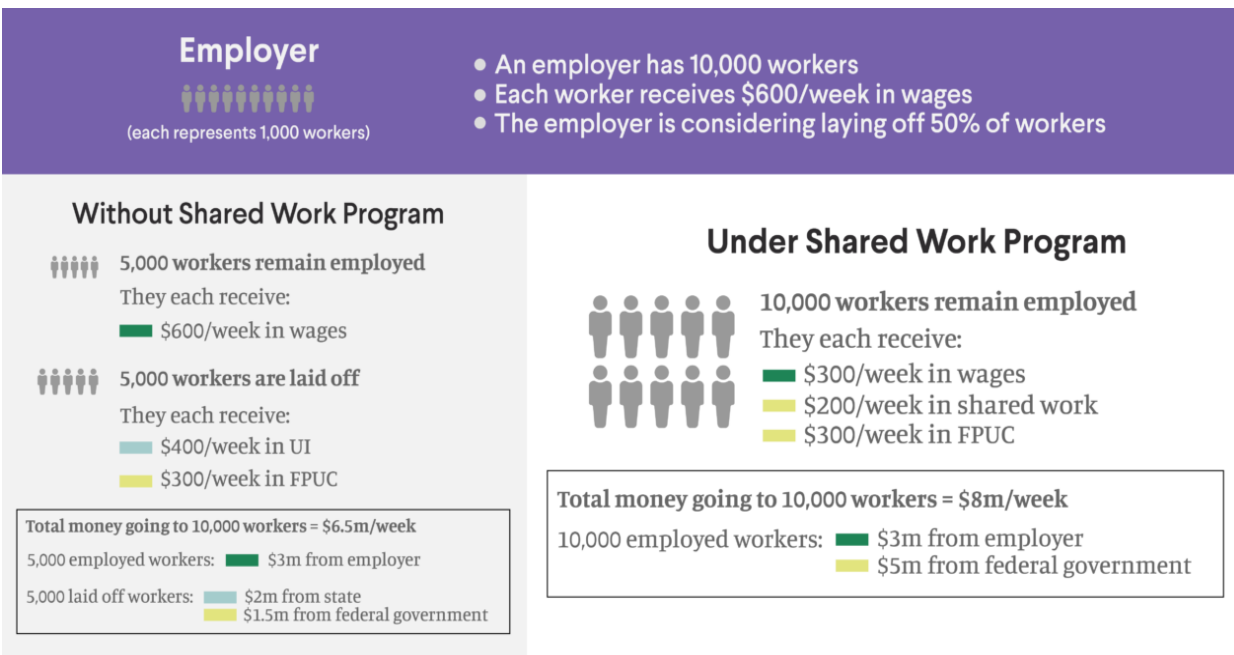 Employer
(each represents 1,000 workers)
● An employer has 10,000 workers
● Each worker receives $600/week in wages
● The employer is considering laying off 50% of workers
Without Shared Work Program
5,000 workers remain employed
They each receive:
$600/week in wages
5,000 workers are laid off
They each receive:
$400/week in UI
$300/week in FPUC
Total money going to 10,000 workers = $6.5m/week
5,000 employed workers: $3m from employer
5,000 laid off workers: $2m from state
$1.5m from federal government
Under Shared Work Program
10,000 workers remain employed
They each receive:
$300/week in wages
$200/week in shared work
$300/week in FPUC
Total money going to 10,000 workers = $8m/week
10,000 employed workers: $3m from employer
$5m from federal government